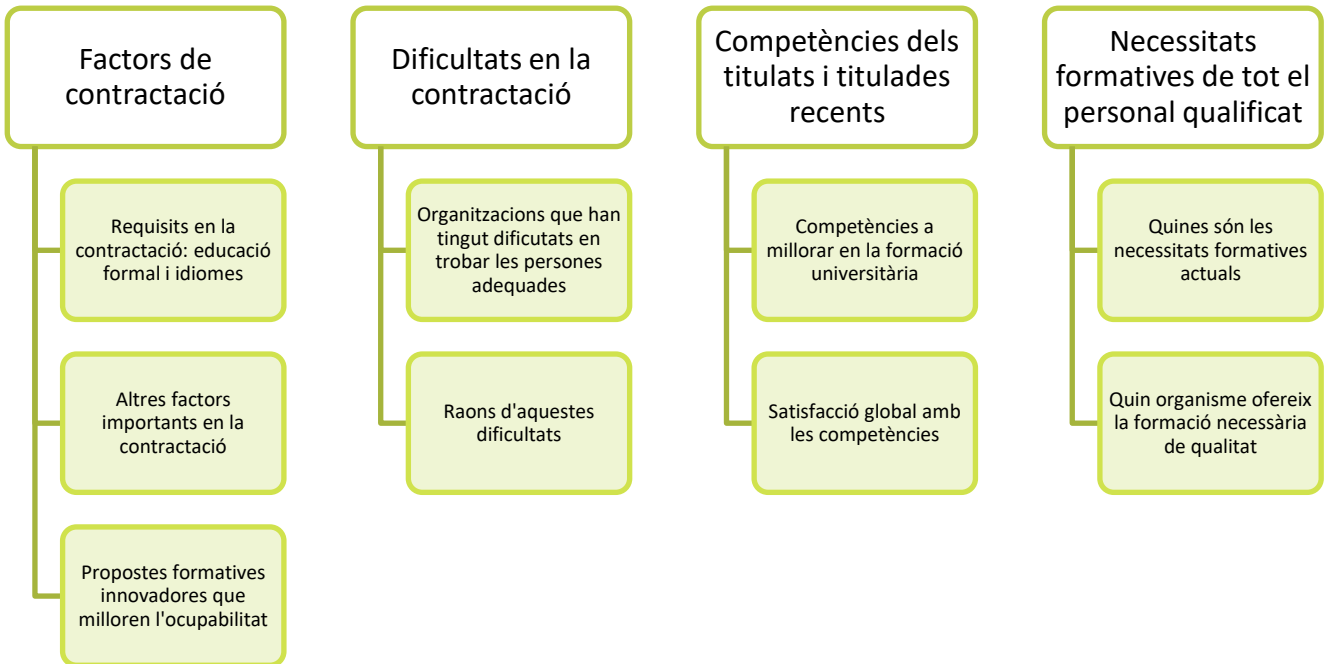 Factors de
contractació
Requisits en la
contractació: educació
formal i idiomes
Altres factors
importants en la
contractació
Propostes formatives
innovadores que
milloren l'ocupabilitat
Dificultats en la
contractació
Organitzacions que han
tingut dificutats en
trobar les persones
adequades
Raons d'aquestes
dificultats
Competències dels
titulats i titulades
recents
Competències a
millorar en la formació
universitària
Satisfacció global amb
les competències
Necessitats
formatives de tot el
personal qualificat
Quines són les
necessitats formatives
actuals
Quin organisme ofereix
la formació necessària
de qualitat